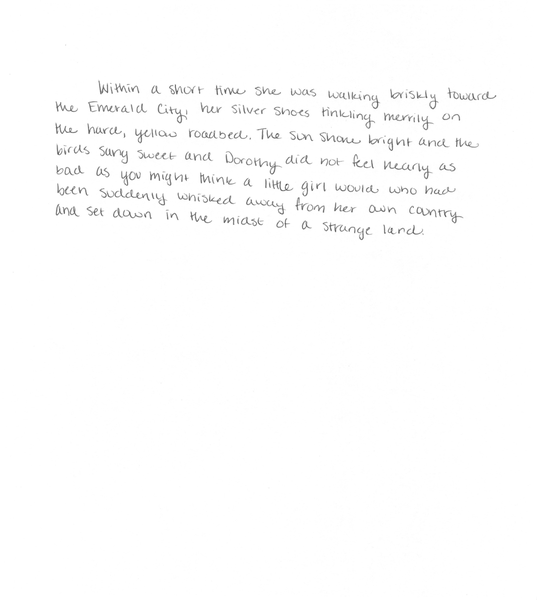 Within a short time she was walking briskly toward
the Emerald City, her silver shoes tinkling merrily on
the hard, yellow roadbed. The sun shone bright and the
birds sang sweet and Dorothy did not feel nearly as
bad as you might think a little girl would who had
been suddenly whisked away from her own country
and set down in the midst of a strange land.